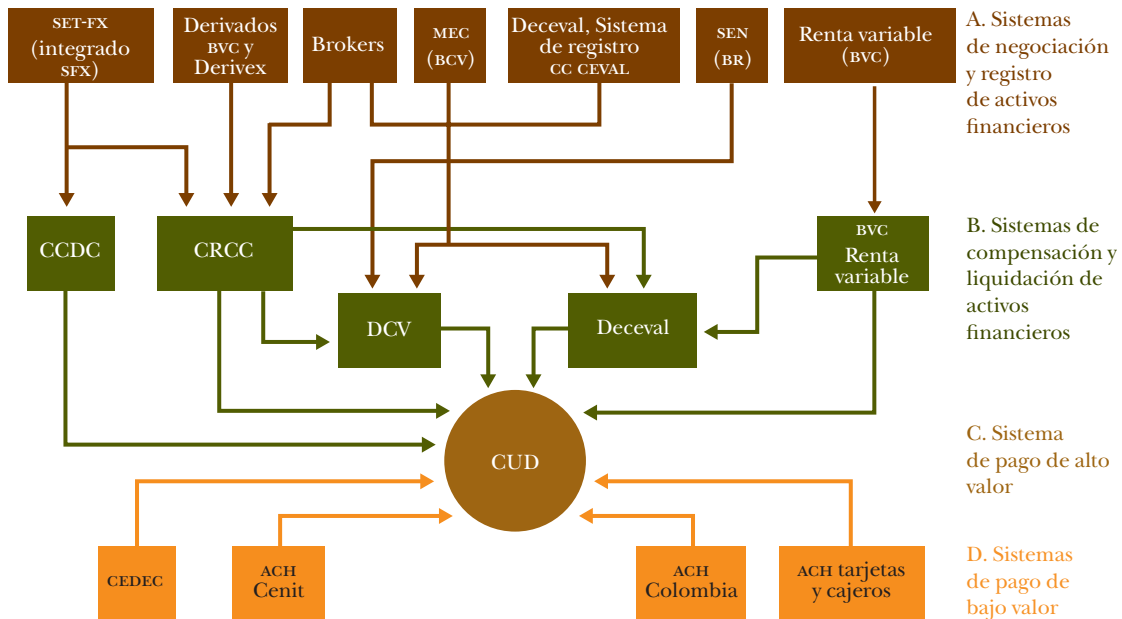 SET-FX
(integrado
SFX)
Derivados
BVC y
Derivex
Brokers
MEC
(BCV)
Deceval, Sistema
de registro
CC CEVAL
SEN
(BR)
Renta variable
(BVC)
A. Sistemas
de negociación
y registro
de activos
financieros
CCDC
CRCC
BVC
Renta
variable
B. Sistemas de
compensación y
liquidación de
activos
financieros
DCV
Deceval
CUD
C. Sistema
de pago de alto
valor
CEDEC
ACH
Cenit
ACH
Colombia
ACH tarjetas
y cajeros
D. Sistemas
de pago de
bajo valor